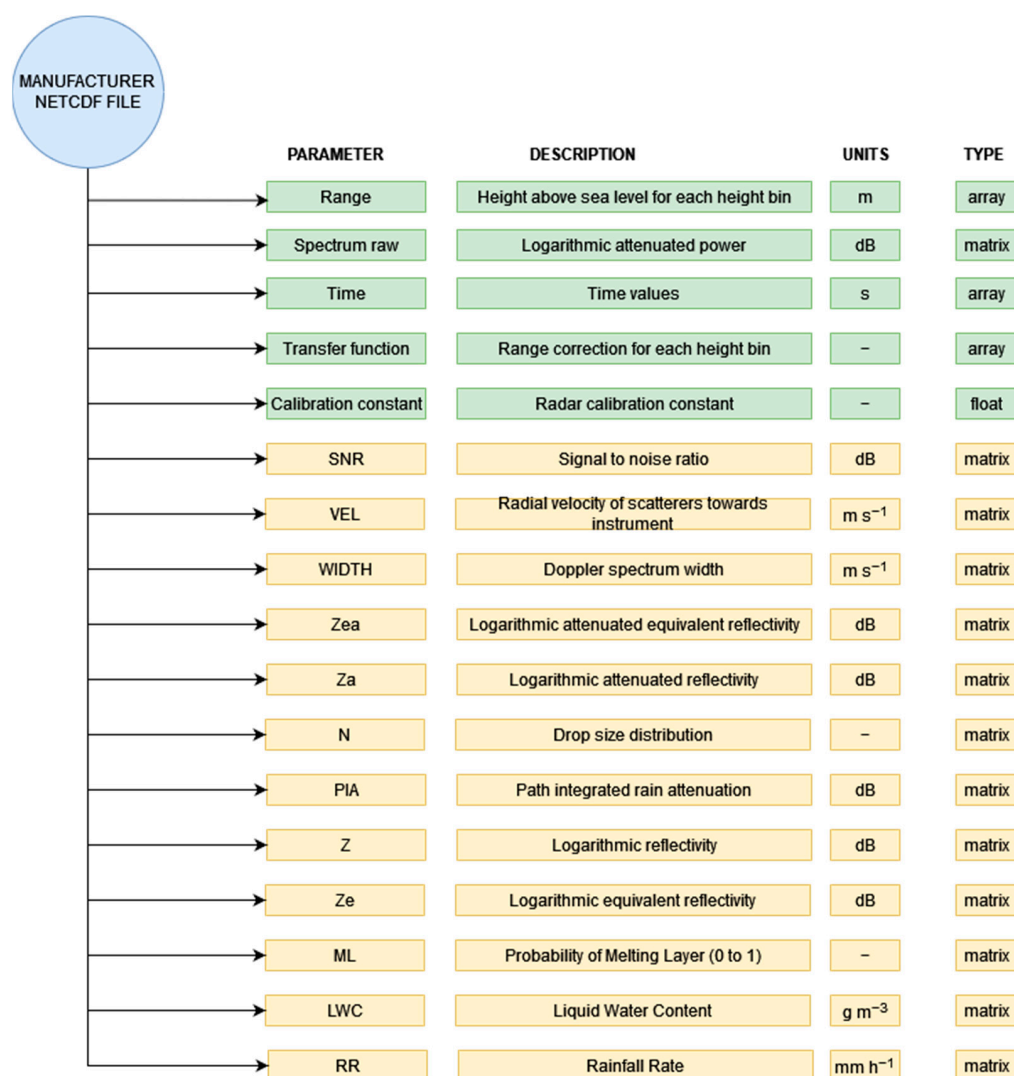 MANUFACTURER
NETCDF FILE
PARAMETER DESCRIPTION UNITS TYPE
Range Height above sea level for each height bin m array
Spectrum raw Logarithmic attenuated power dB matrix
Time Time values s array
Transfer function Range correction for each height bin – array
Calibration constant Radar calibration constant – float
SNR Signal to noise ratio dB matrix
VEL Radial velocity of scatterers towards
instrument m s⁻¹ matrix
WIDTH Doppler spectrum width m s⁻¹ matrix
Zea Logarithmic attenuated equivalent reflectivity dB matrix
Za Logarithmic attenuated reflectivity dB matrix
N Drop size distribution – matrix
PIA Path integrated rain attenuation dB matrix
Z Logarithmic reflectivity dB matrix
Ze Logarithmic equivalent reflectivity dB matrix
ML Probability of Melting Layer (0 to 1) – matrix
LWC Liquid Water Content g m⁻³ matrix
RR Rainfall Rate mm h⁻¹ matrix